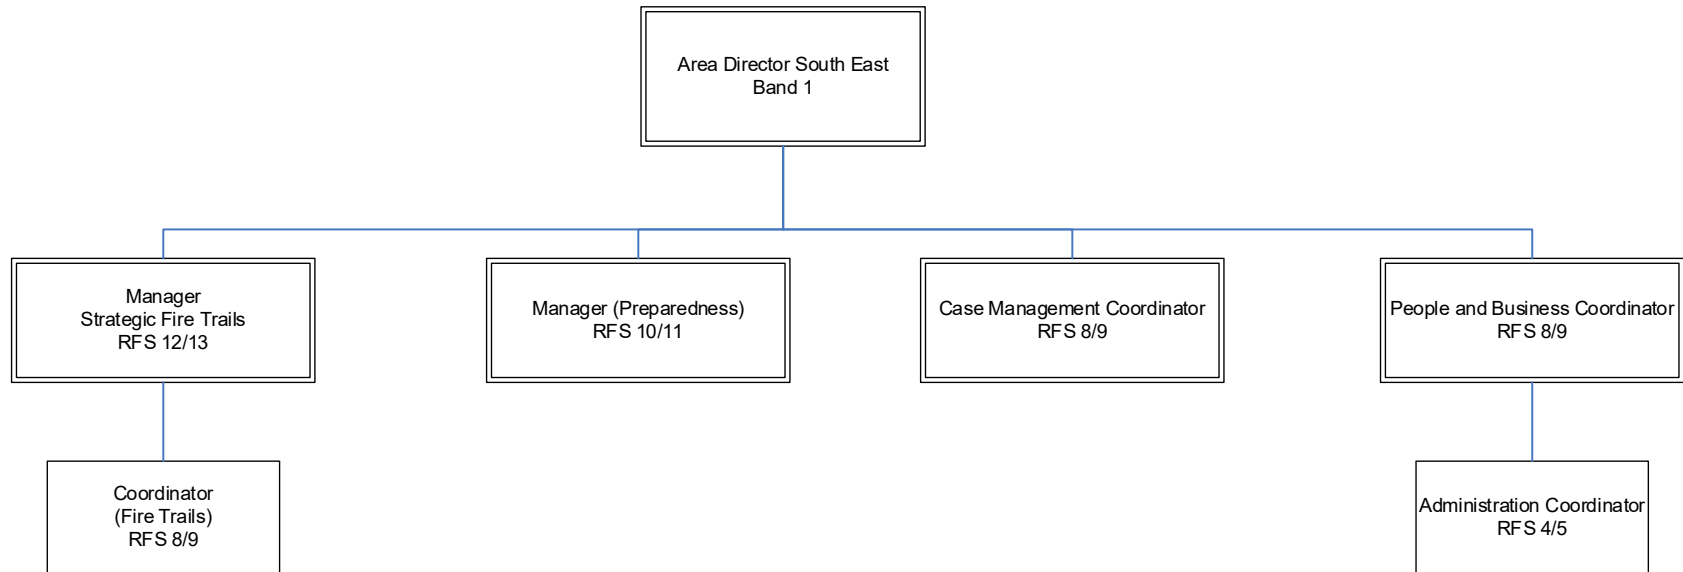 Area Director South East
Band 1
Manager
Strategic Fire Trails
RFS 12/13
Manager (Preparedness)
RFS 10/11
Case Management Coordinator
RFS 8/9
People and Business Coordinator
RFS 8/9
Coordinator
(Fire Trails)
RFS 8/9
Administration Coordinator
RFS 4/5